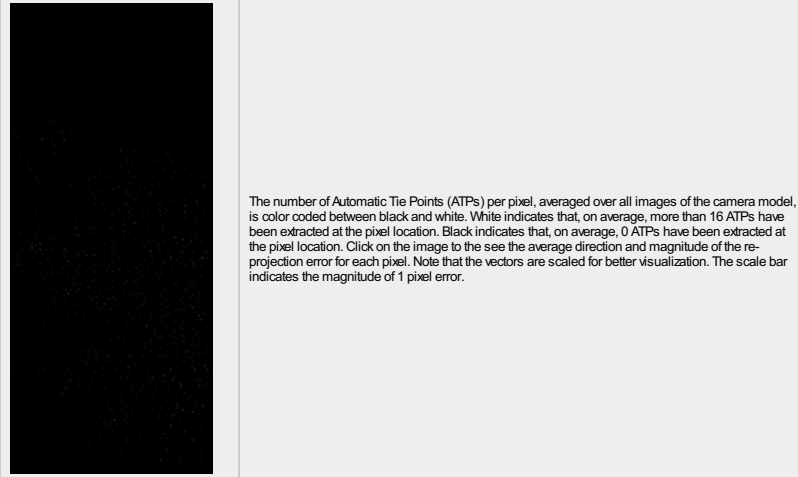 The number of Automatic Tie Points (ATPs) per pixel, averaged over all images of the camera model,
is color coded between black and white. White indicates that, on average, more than 16 ATPs have
been extracted at the pixel location. Black indicates that, on average, 0 ATPs have been extracted at
the pixel location. Click on the image to the see the average direction and magnitude of the re-
projection error for each pixel. Note that the vectors are scaled for better visualization. The scale bar
indicates the magnitude of 1 pixel error.